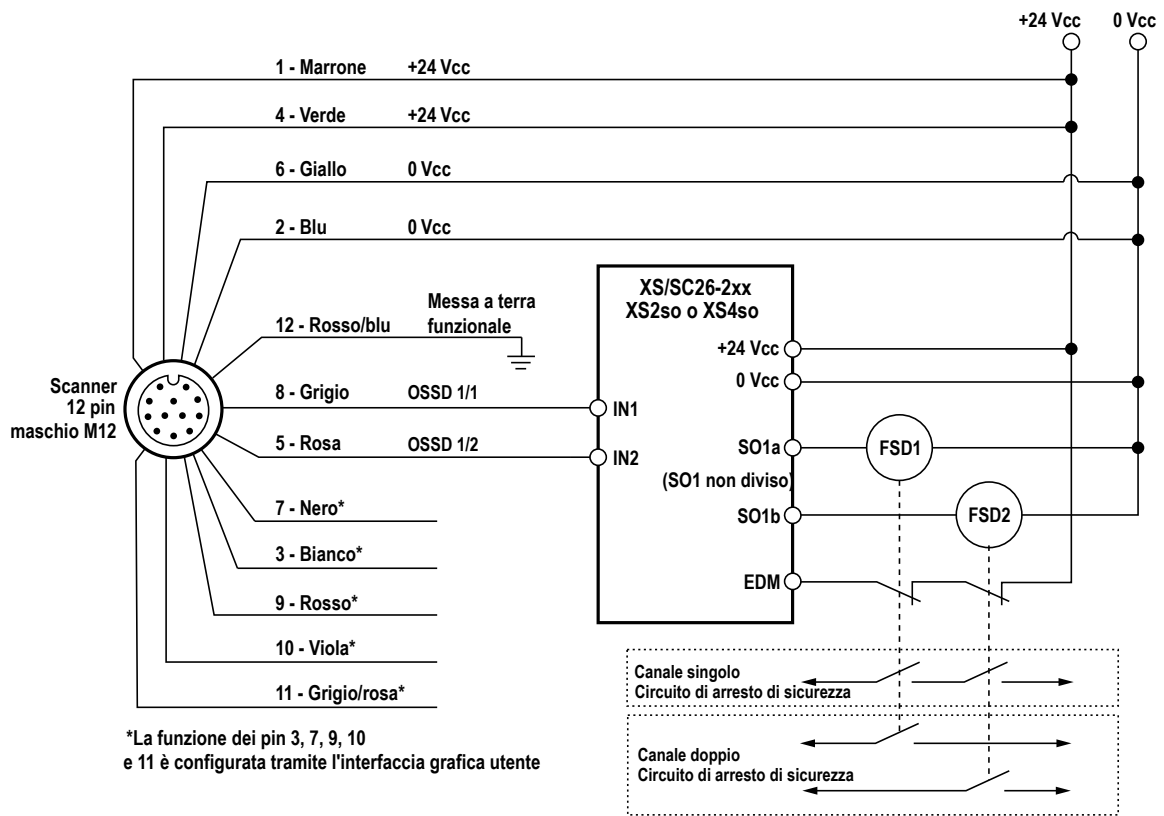 +24 Vcc 0 Vcc
1 - Marrone +24 Vcc
4 - Verde +24 Vcc
6 - Giallo 0 Vcc
2 - Blu 0 Vcc
12 - Rosso/blu
Messa a terra
funzionale
Scanner
12 pin
maschio M12
8 - Grigio OSSD 1/1
5 - Rosa OSSD 1/2
7 - Nero*
3 - Bianco*
9 - Rosso*
10 - Viola*
11 - Grigio/rosa*
*La funzione dei pin 3, 7, 9, 10
e 11 è configurata tramite l'interfaccia grafica utente
XS/SC26-2xx
XS2so o XS4so
+24 Vcc
0 Vcc
IN1
IN2
SO1a
(SO1 non diviso)
SO1b
EDM
FSD1
FSD2
Canale singolo
Circuito di arresto di sicurezza
Canale doppio
Circuito di arresto di sicurezza